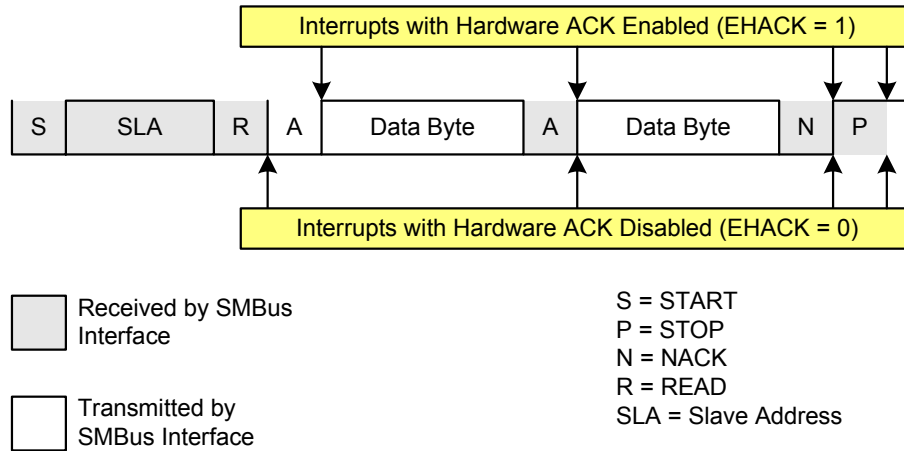 Interrupts with Hardware ACK Enabled (EHACK = 1)
S SLA R A Data Byte A Data Byte N P
Interrupts with Hardware ACK Disabled (EHACK = 0)
Received by SMBus
Interface
Transmitted by
SMBus Interface
S = START
P = STOP
N = NACK
R = READ
SLA = Slave Address